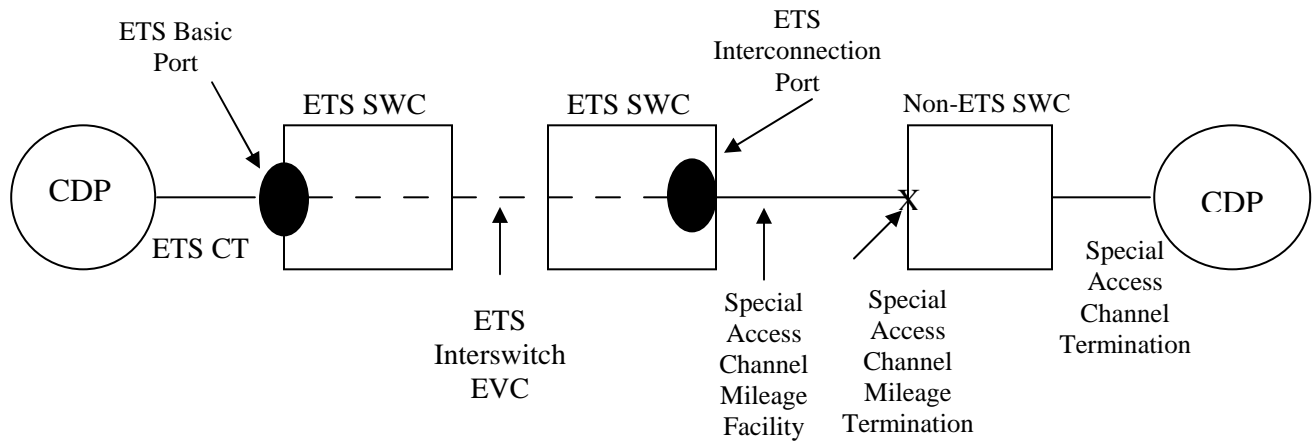 ETS Basic
Port
ETS
Interconnection
Port
ETS SWC
ETS SWC
Non-ETS SWC
CDP
X
CDP
ETS CT
ETS
Interswitch
EVC
Special
Access
Channel
Mileage
Facility
Special
Access
Channel
Mileage
Termination
Special
Access
Channel
Termination